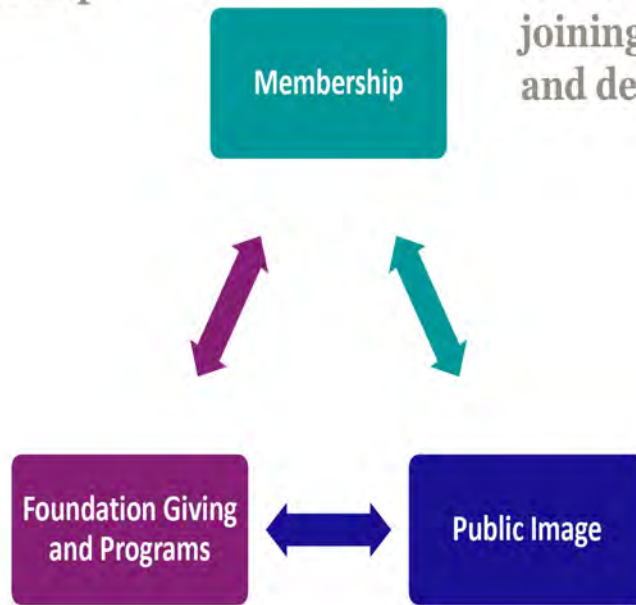 joining
Membership
and de
Foundation Giving
and Programs
Public Image